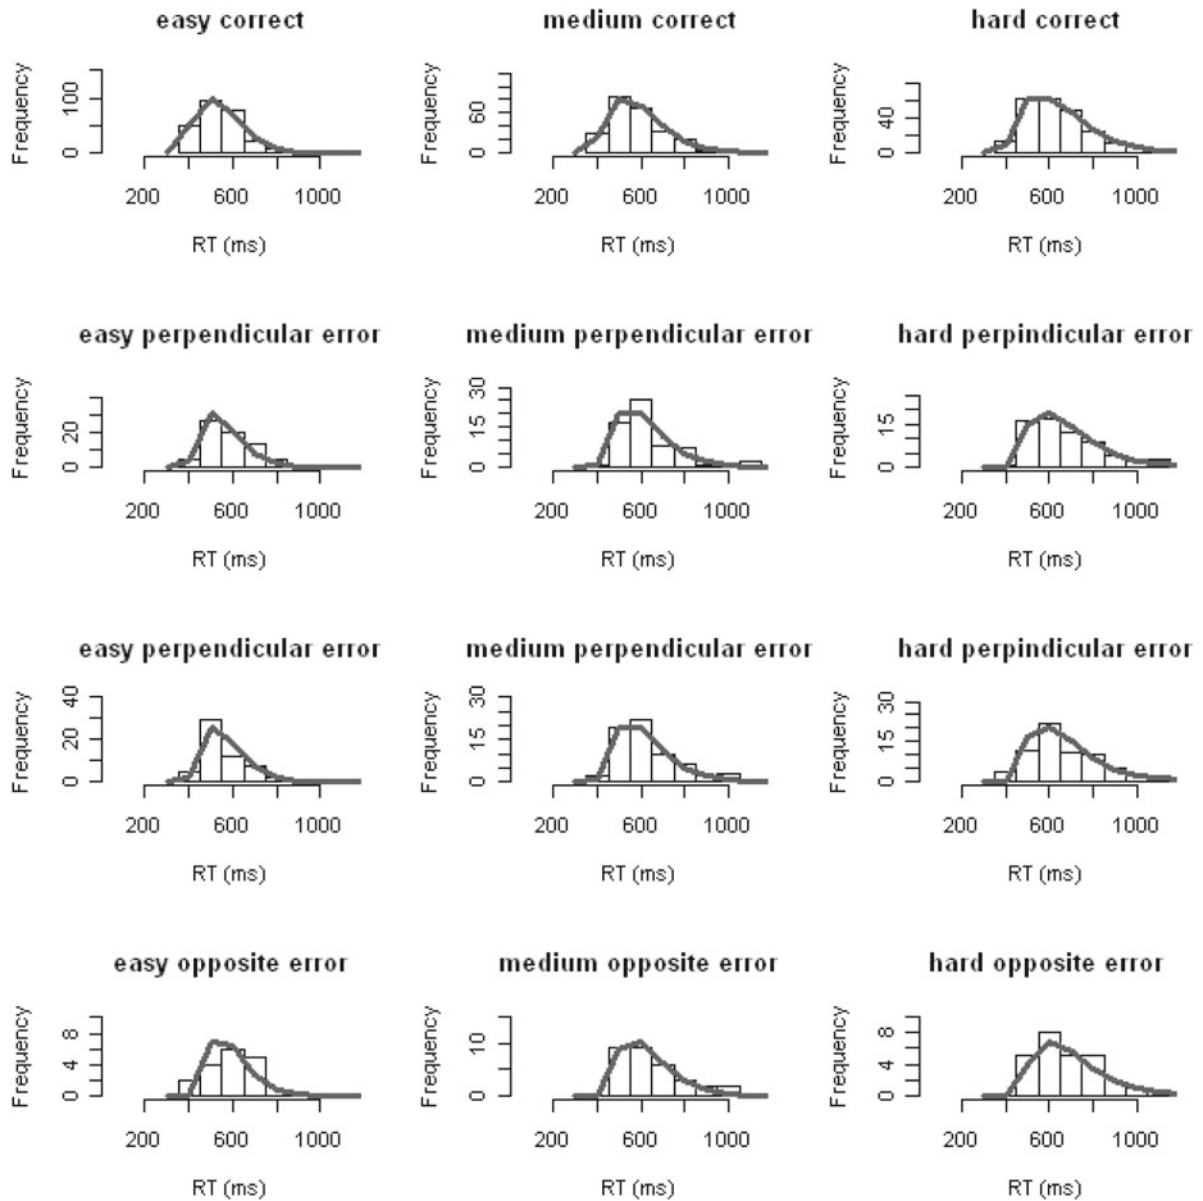 easy correct medium correct hard correct
Frequency Frequency Frequency
100 60 40
0 0 0
200 600 1000 200 600 1000 200 600 1000
RT (ms) RT (ms) RT (ms)
easy perpendicular error medium perpendicular error hard perpindicular error
Frequency Frequency Frequency
20 30 15
0 15 0
0
200 600 1000 200 600 1000 200 600 1000
RT (ms) RT (ms) RT (ms)
easy perpendicular error medium perpendicular error hard perpindicular error
Frequency Frequency Frequency
40 30 30
20 15 15
0 0 0
200 600 1000 200 600 1000 200 600 1000
RT (ms) RT (ms) RT (ms)
easy opposite error medium opposite error hard opposite error
Frequency Frequency Frequency
8 10 8
4 0 4
0 0
200 600 1000 200 600 1000 200 600 1000
RT (ms) RT (ms) RT (ms)